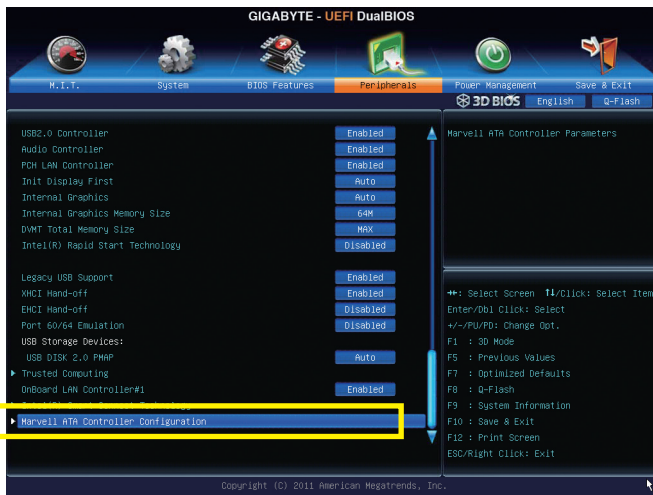 GIGABYTE - UEFI DualBIOS
M.I.T.
System
BIOS Features
Peripherals
Power Management
Save & Exit
3D BIOS
English
Q-Flash
USB2.0 Controller Enabled
Audio Controller Enabled
PCH LAN Controller Enabled
Init Display First Auto
Internal Graphics Auto
Internal Graphics Memory Size 64M
DVMT Total Memory Size MAX
Intel(R) Rapid Start Technology Disabled
Legacy USB Support Enabled
XHCI Hand-off Enabled
EHCI Hand-off Disabled
Port 60/64 Emulation Disabled
USB Storage Devices:
USB DISK 2.0 PMAP Auto
Trusted Computing
OnBoard LAN Controller#1 Enabled
Marvell ATA Controller Configuration
Marvell ATA Controller Parameters
→←: Select Screen ↑↓/Click: Select Item
Enter/Dbl Click: Select
+/-/PU/PD: Change Opt.
F1 : 3D Mode
F5 : Previous Values
F7 : Optimized Defaults
F8 : Q-Flash
F9 : System Information
F10 : Save & Exit
F12 : Print Screen
ESC/Right Click: Exit
Copyright (C) 2011 American Megatrends, Inc.